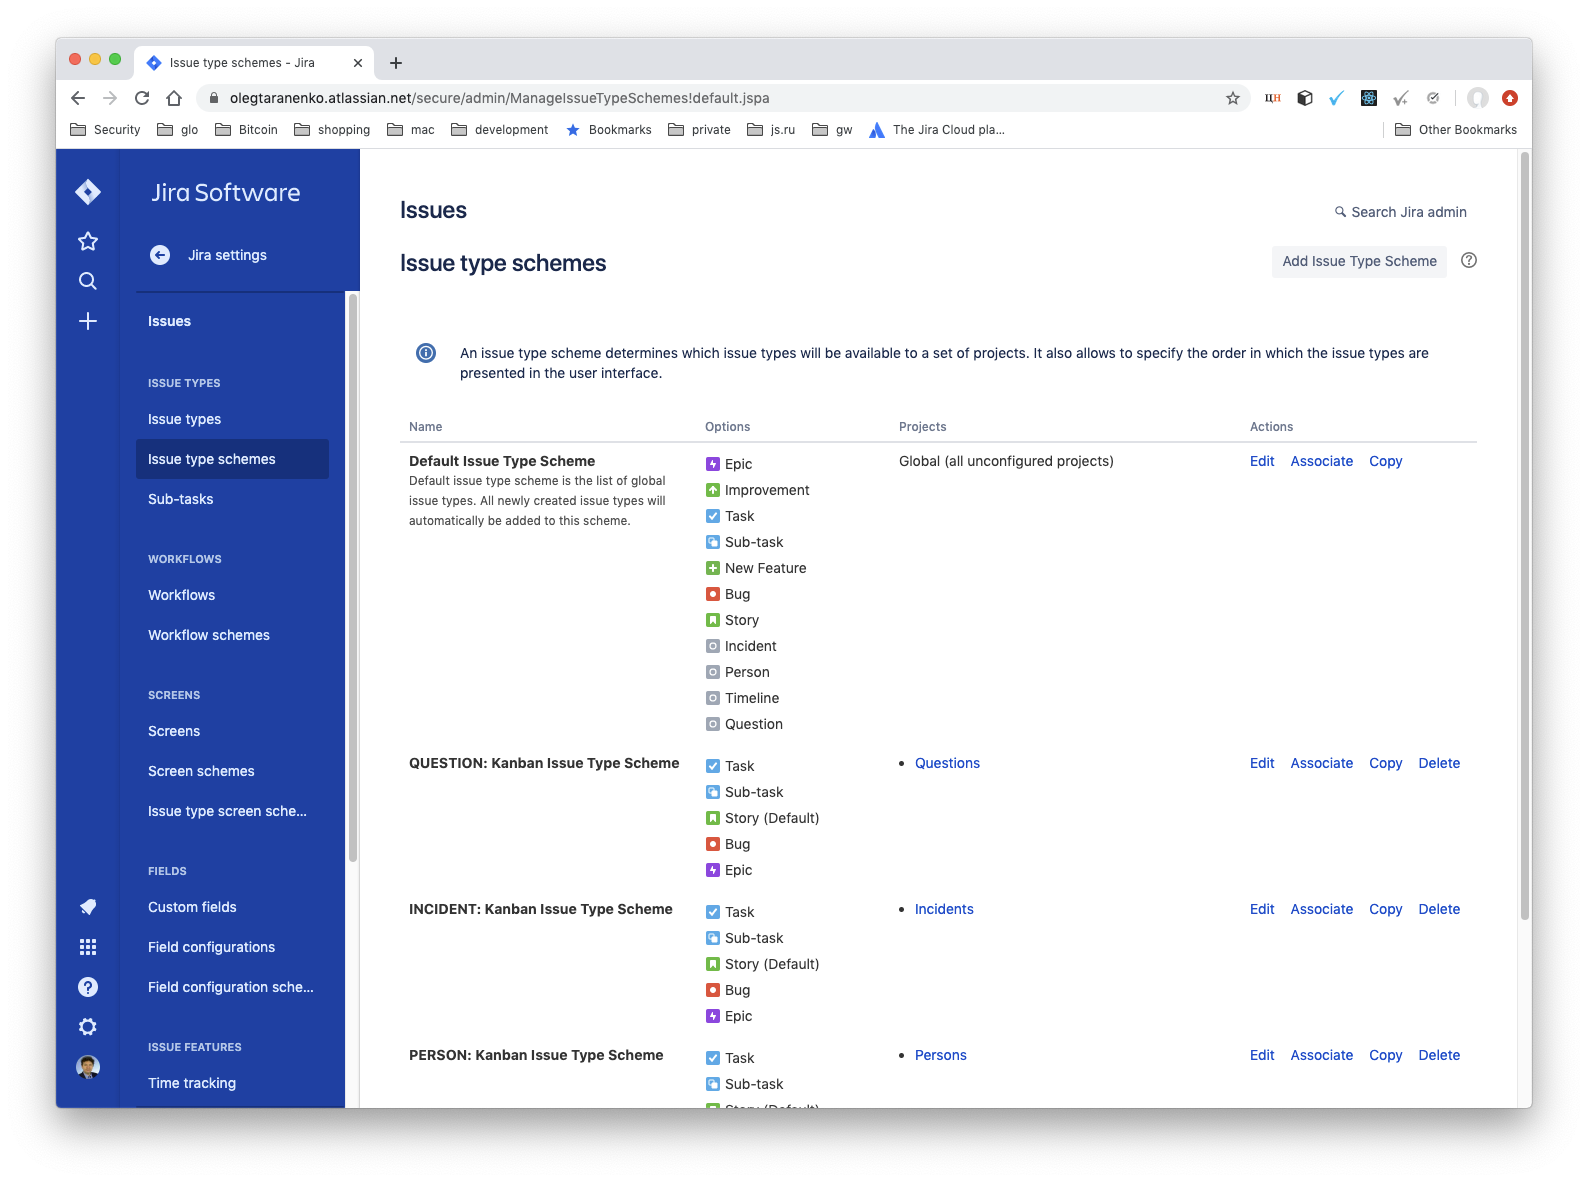 Issue type schemes - Jira
olegtaranenko.atlassian.net/secure/admin/ManageIssueTypeSchemes!default.jspa
ЦН
Security glo Bitcoin shopping mac development Bookmarks private js.ru gw The Jira Cloud pla... Other Bookmarks
Jira Software
Jira settings
Issues
ISSUE TYPES
Issue types
Issue type schemes
Sub-tasks
WORKFLOWS
Workflows
Workflow schemes
SCREENS
Screens
Screen schemes
Issue type screen sche...
FIELDS
Custom fields
Field configurations
Field configuration sche...
ISSUE FEATURES
Time tracking
Issues
Search Jira admin
Issue type schemes
Add Issue Type Scheme
An issue type scheme determines which issue types will be available to a set of projects. It also allows to specify the order in which the issue types are
presented in the user interface.
Name Options Projects Actions
Default Issue Type Scheme
Default issue type scheme is the list of global
issue types. All newly created issue types will
automatically be added to this scheme.
Epic
Improvement
Task
Sub-task
New Feature
Bug
Story
Incident
Person
Timeline
Question
Global (all unconfigured projects)
Edit Associate Copy
QUESTION: Kanban Issue Type Scheme
Task
Sub-task
Story (Default)
Bug
Epic
• Questions
Edit Associate Copy Delete
INCIDENT: Kanban Issue Type Scheme
Task
Sub-task
Story (Default)
Bug
Epic
• Incidents
Edit Associate Copy Delete
PERSON: Kanban Issue Type Scheme
Task
Sub-task
Story (Default)
• Persons
Edit Associate Copy Delete